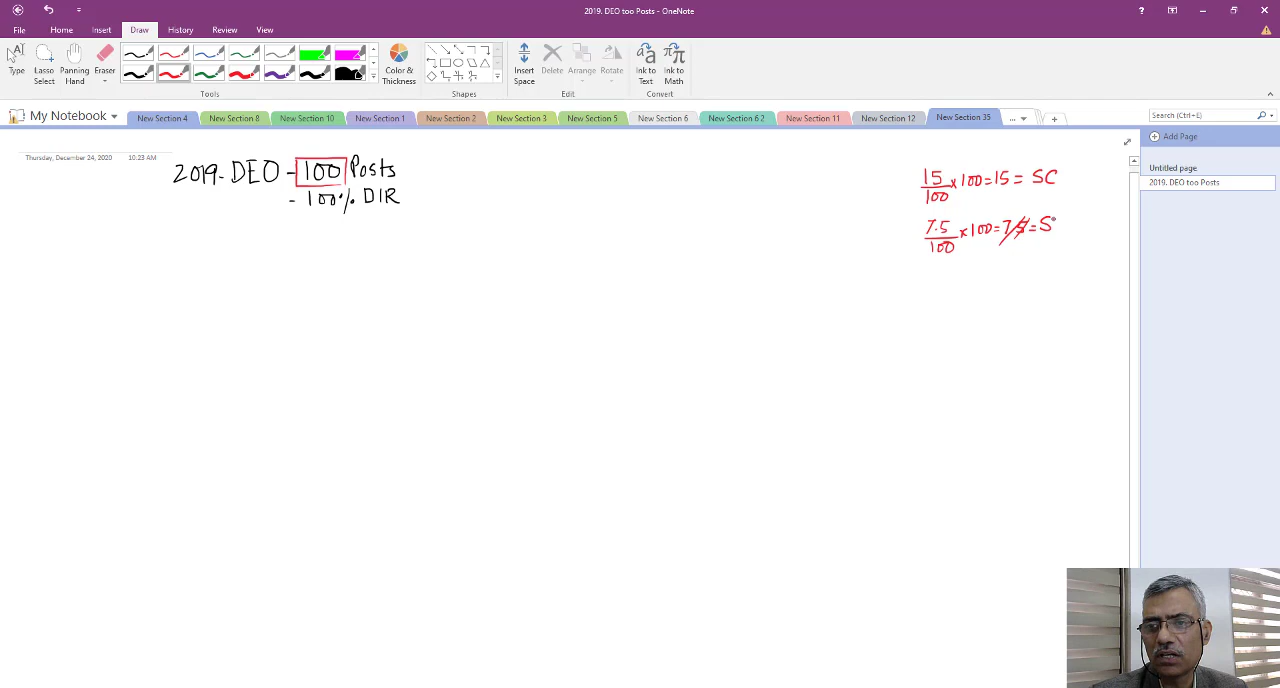 2019. DEO too Posts - OneNote
File Home Insert Draw History Review View
Type Lasso Select Panning Hand Eraser Color & Thickness Insert Space Delete Arrange Rotate Ink to Text Ink to Math
Tools Shapes Edit Convert
My Notebook New Section 4 New Section 8 New Section 10 New Section 1 New Section 2 New Section 3 New Section 5 New Section 6 New Section 6 2 New Section 11 New Section 12 New Section 35 ... Search (Ctrl+E)
Add Page
Untitled page
2019. DEO too Posts
Thursday, December 24, 2020 10:23 AM
2019. DEO - 100 Posts
- 100% DIR
15/100 x 100 = 15 = SC
7.5/100 x 100 = 7.5 = S